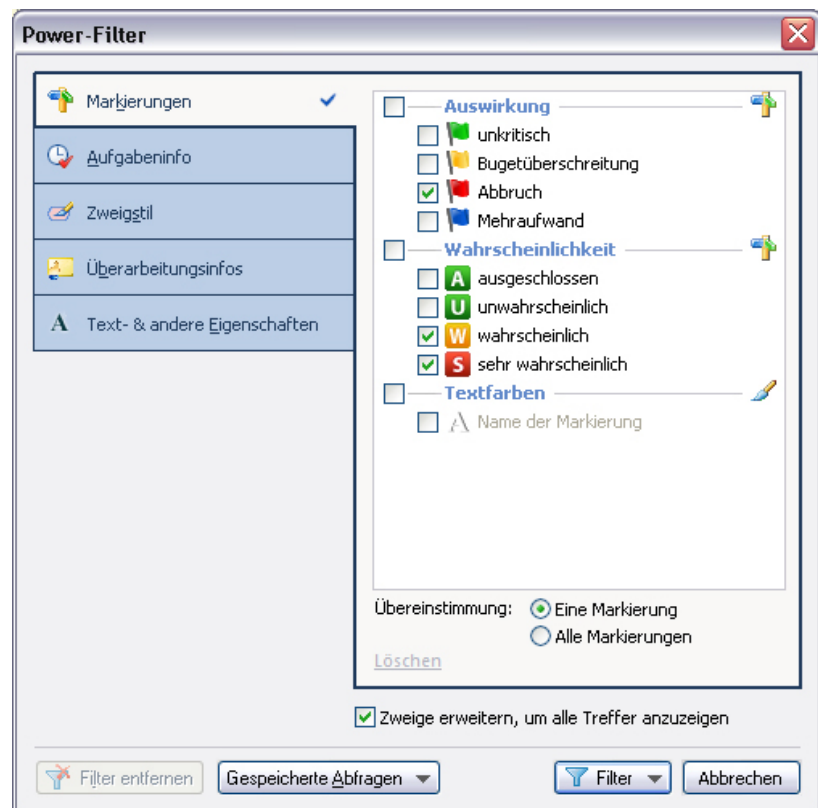 Power-Filter
Markierungen
Aufgabeninfo
Zweigstil
Überarbeitungsinfos
A Text- & andere Eigenschaften
Auswirkung
unkritisch
Bugetüberschreitung
Abbruch
Mehraufwand
Wahrscheinlichkeit
A ausgeschlossen
U unwahrscheinlich
W wahrscheinlich
S sehr wahrscheinlich
Textfarben
A Name der Markierung
Übereinstimmung: Eine Markierung
Alle Markierungen
Löschen
Zweige erweitern, um alle Treffer anzuzeigen
Filter entfernen Gespeicherte Abfragen Filter Abbrechen